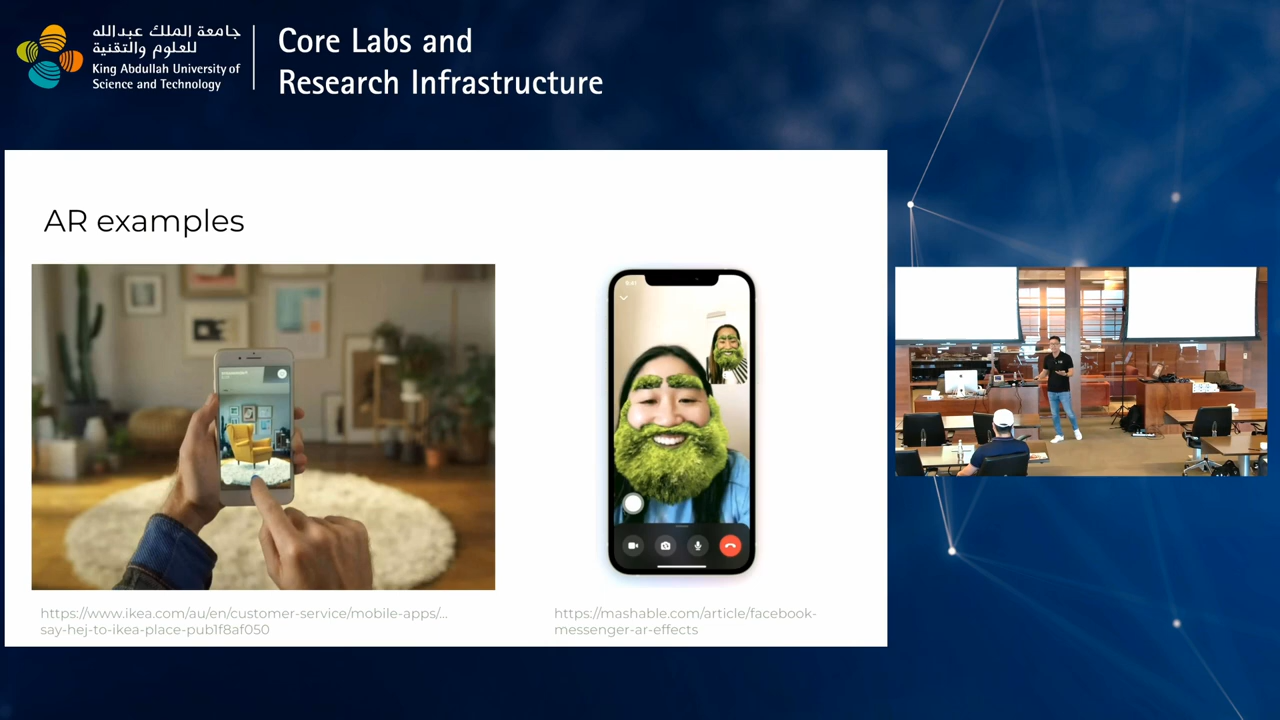 جامعة الملك عبدالله
للعلوم والتقنية
King Abdullah University of
Science and Technology
Core Labs and
Research Infrastructure
AR examples
https://www.ikea.com/au/en/customer-service/mobile-apps/...
say-hej-to-ikea-place-pub1f8af050
https://mashable.com/article/facebook-
messenger-ar-effects